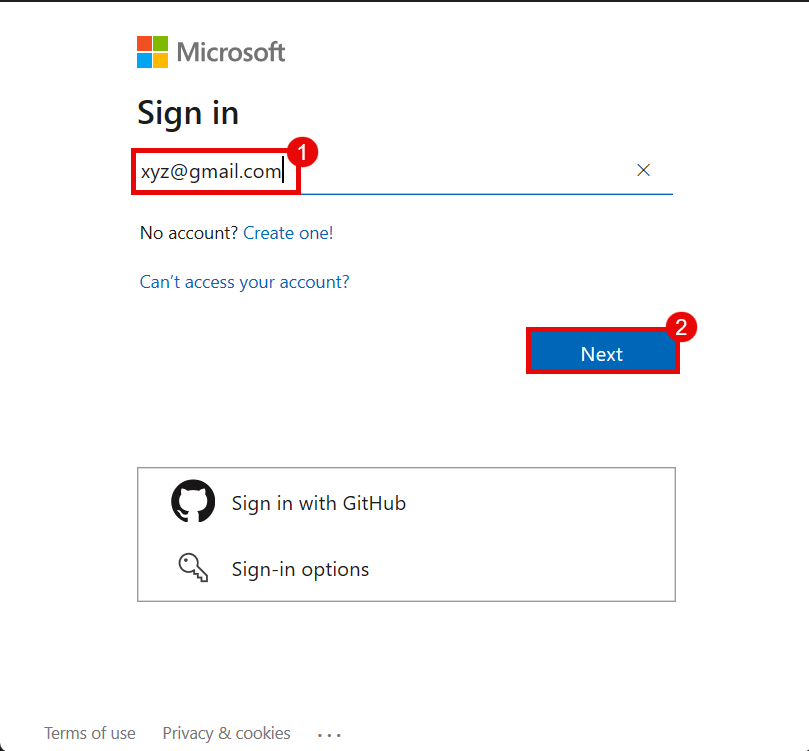 Microsoft
Sign in
1
xyz@gmail.com
No account? Create one!
Can't access your account?
2
Next
Sign in with GitHub
Sign-in options
Terms of use Privacy & cookies ...